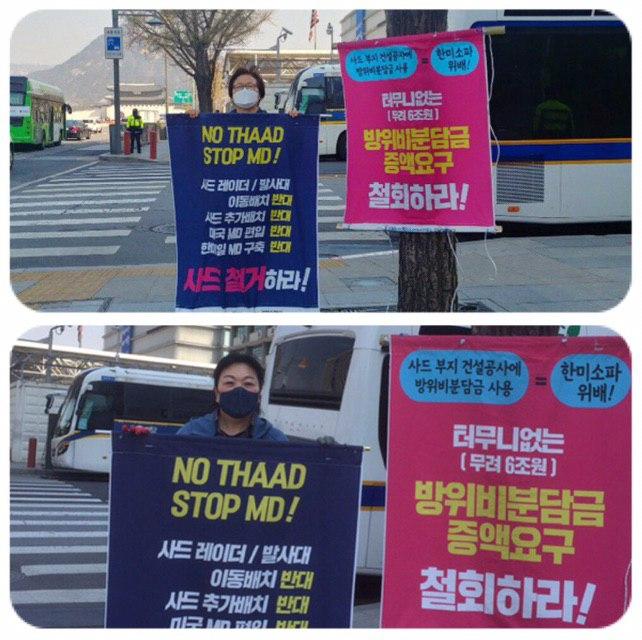 NO THAAD
STOP MD!
사드 레이더 / 발사대
이동배치 반대
사드 추가배치 반대
미국 MD 편입 반대
한미일 MD 구축 반대
사드 철거하라!
사드 부지 건설공사에
방위비분담금 사용
=
한미소파
위배!
터무니없는
( 무려 6조원 )
방위비분담금
증액요구
철회하라!
NO THAAD
STOP MD!
사드 레이더 / 발사대
이동배치 반대
사드 추가배치 반대
미국 MD 편입 반대
사드 부지 건설공사에
방위비분담금 사용
=
한미소파
위배!
터무니없는
( 무려 6조원 )
방위비분담금
증액요구
철회하라!